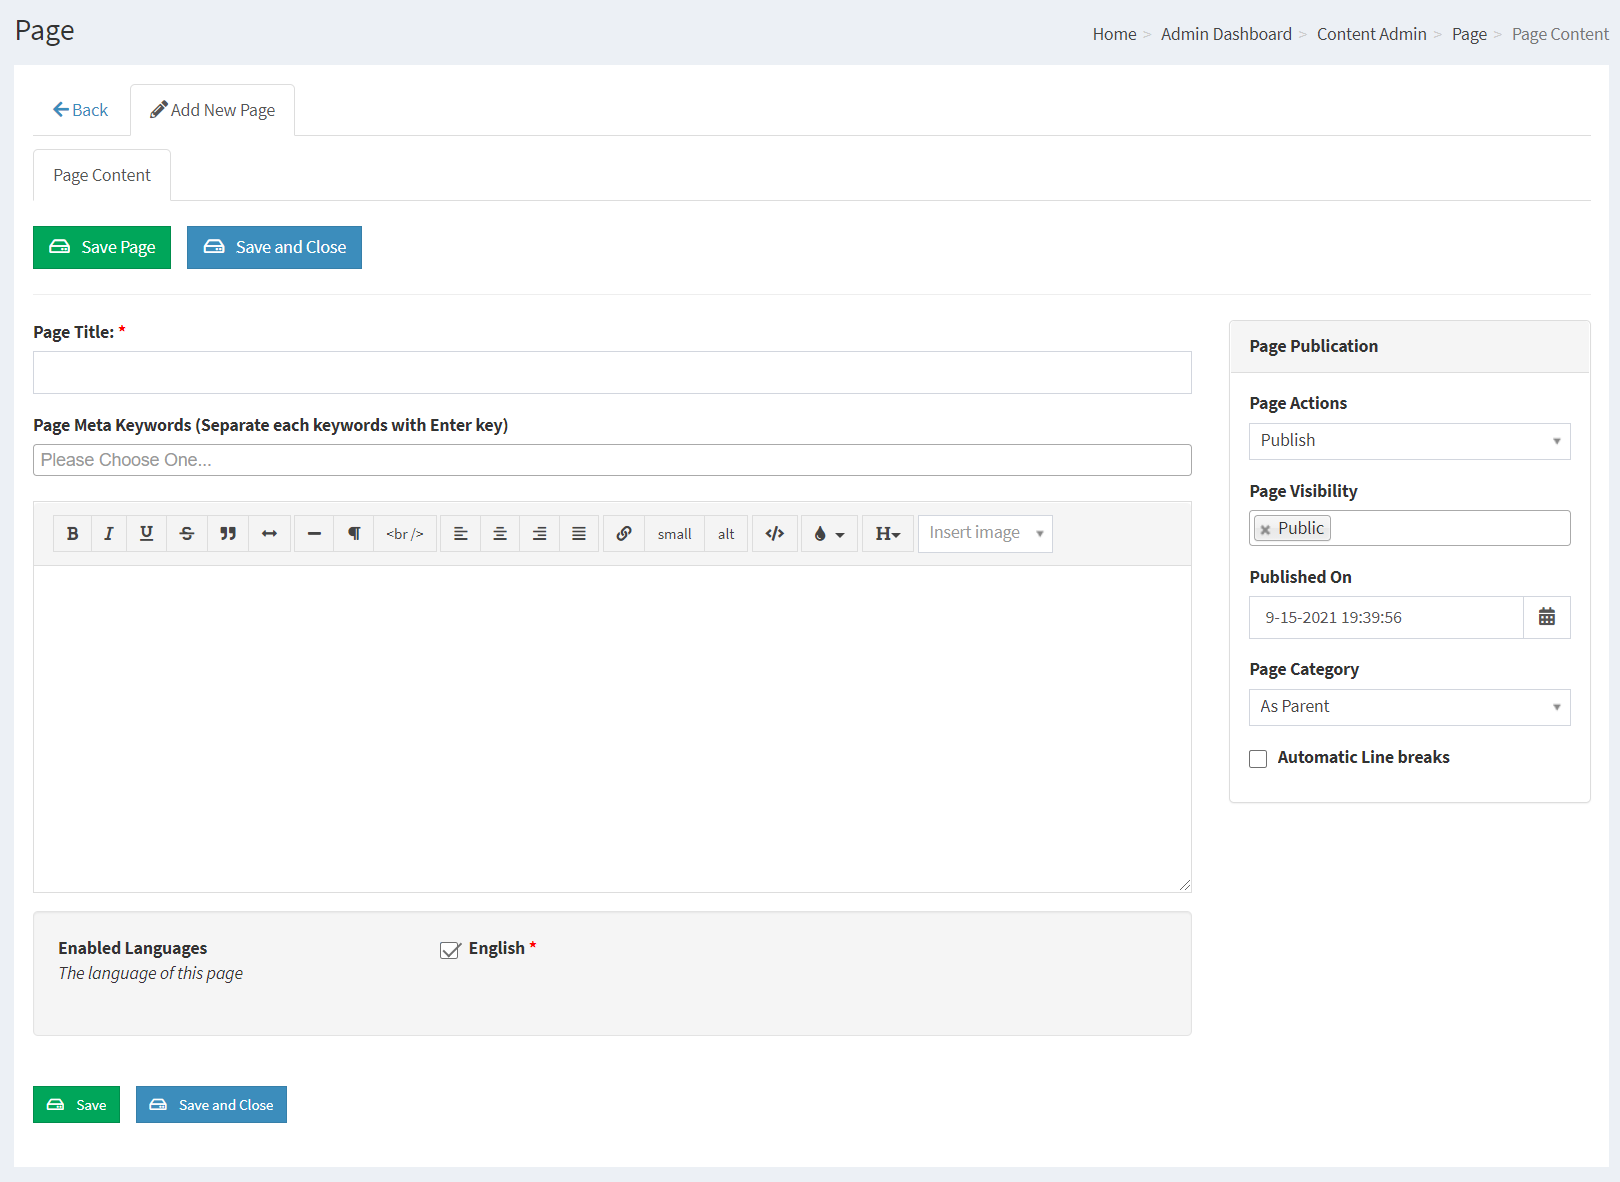 Page
Home > Admin Dashboard > Content Admin > Page > Page Content
Back
Add New Page
Page Content
Save Page
Save and Close
Page Title: *
Page Meta Keywords (Separate each keywords with Enter key)
Please Choose One...
B I U S <br /> small alt </> H Insert image
Enabled Languages
The language of this page
English *
Save
Save and Close
Page Publication
Page Actions
Publish
Page Visibility
× Public
Published On
9-15-2021 19:39:56
Page Category
As Parent
Automatic Line breaks